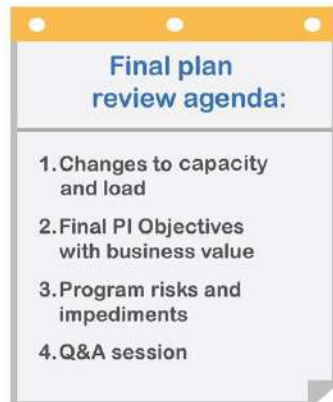 Final plan
review agenda:
1.Changes to capacity
and load
2.Final PI Objectives
with business value
3.Program risks and
impediments
4.Q&A session